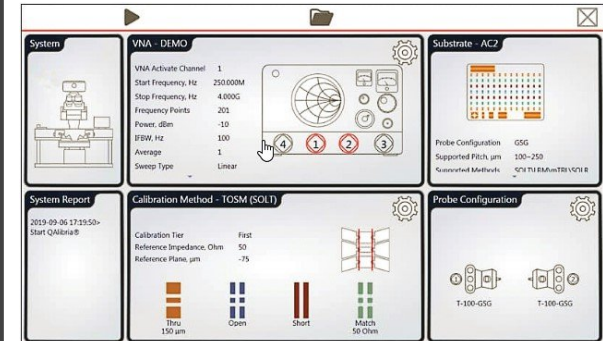 System
VNA - DEMO
VNA Activate Channel 1
Start Frequency, Hz 250.000M
Stop Frequency, Hz 4.000G
Frequency Points 201
Power, dBm -10
IFBW, Hz 100
Average 1
Sweep Type Linear
4 1 2 3
Substrate - AC2
Probe Configuration GSG
Supported Pitch, µm 100~250
Supported Methods
System Report
2019-09-06 17:19:50>
Start QAlibria®
Calibration Method - TOSM (SOLT)
Calibration Tier First
Reference Impedance, Ohm 50
Reference Plane, µm -75
Thru Open Short Match
150 µm 50 Ohm
Probe Configuration
1 2
T-100-GSG T-100-GSG